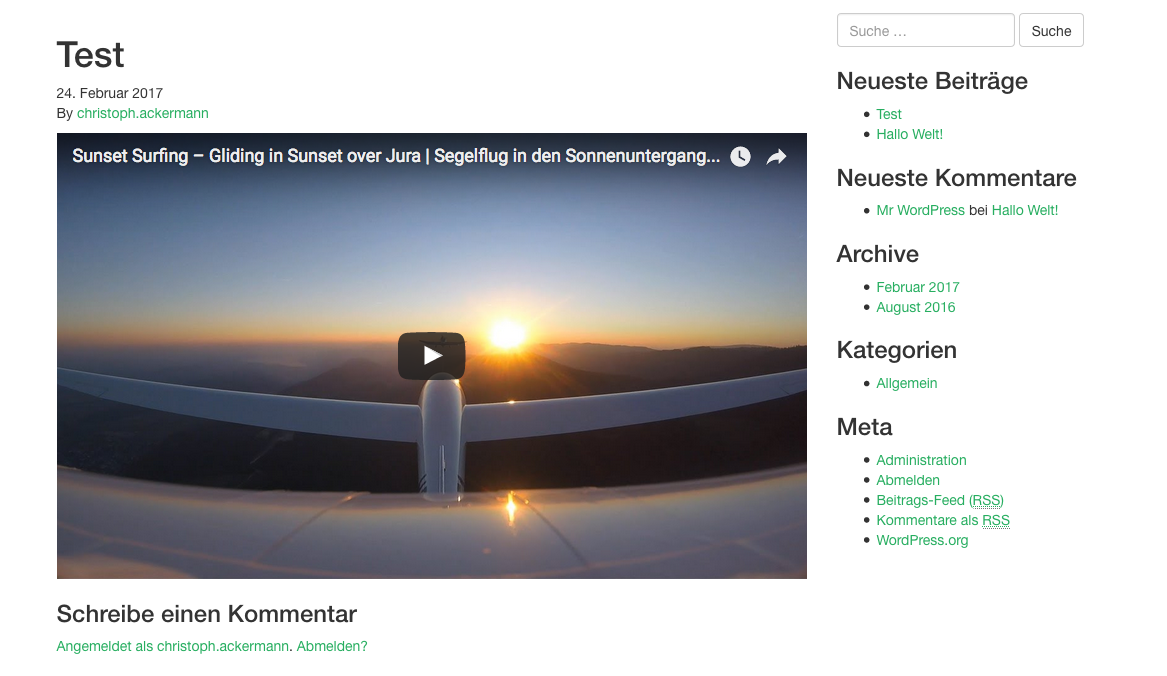 Test
24. Februar 2017
By christoph.ackermann
Sunset Surfing – Gliding in Sunset over Jura | Segelflug in den Sonnenuntergang...
Schreibe einen Kommentar
Angemeldet als christoph.ackermann. Abmelden?
Suche …
Suche
Neueste Beiträge
Test
Hallo Welt!
Neueste Kommentare
Mr WordPress bei Hallo Welt!
Archive
Februar 2017
August 2016
Kategorien
Allgemein
Meta
Administration
Abmelden
Beitrags-Feed (RSS)
Kommentare als RSS
WordPress.org